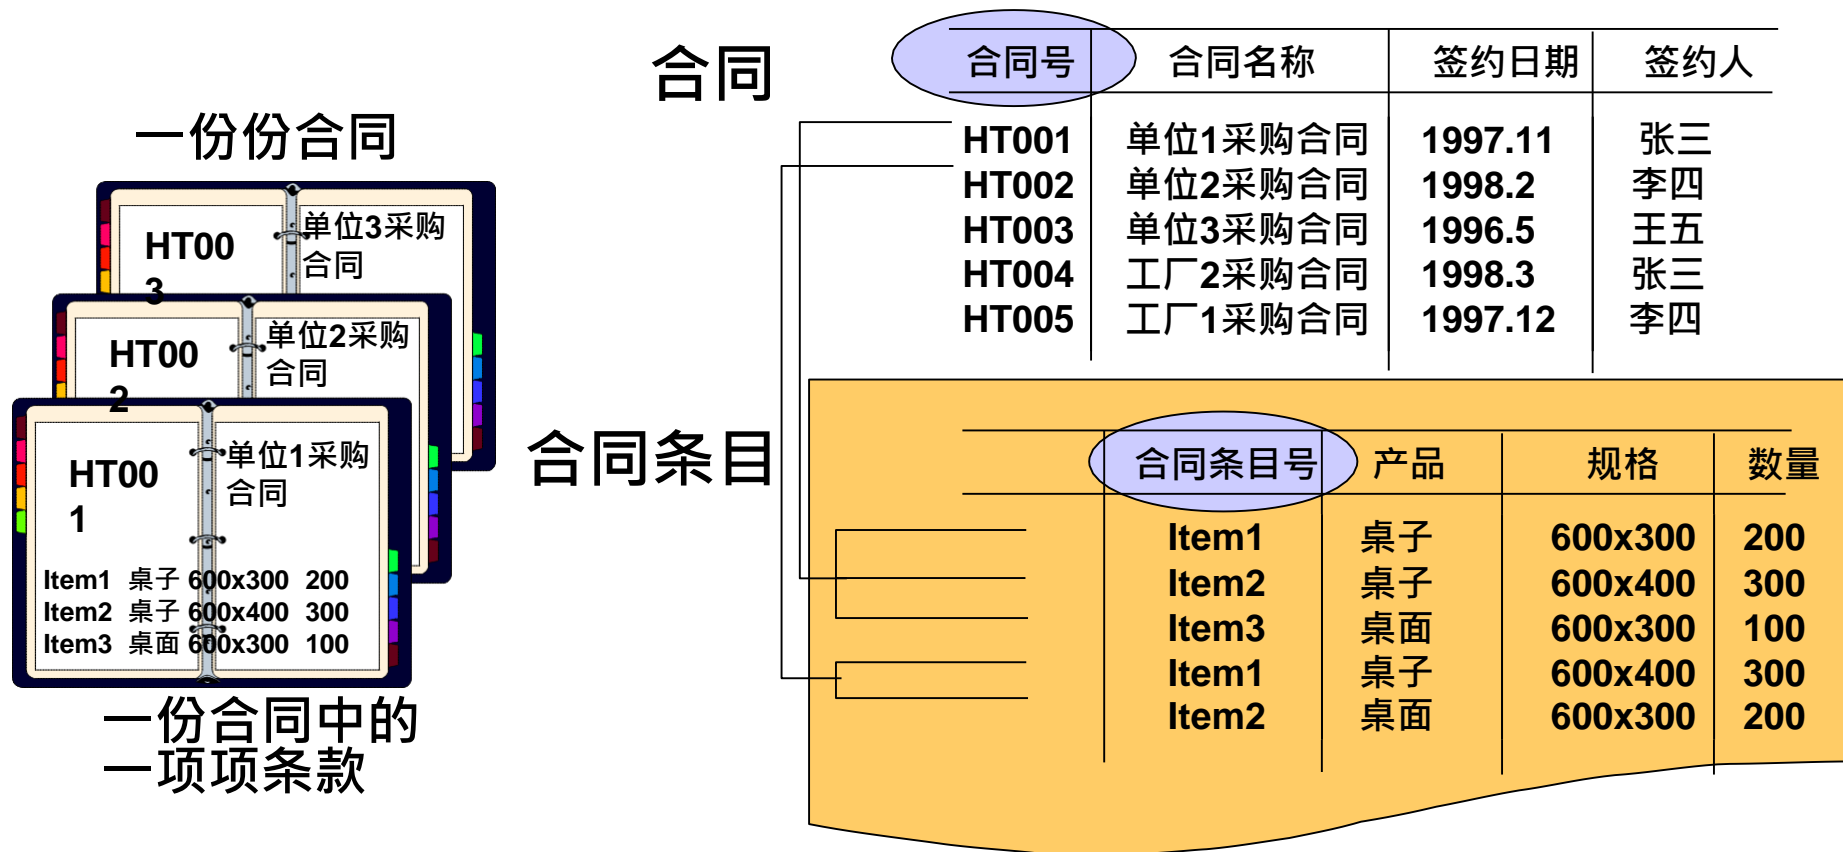 一份份合同
HT00
3
单位3采购
合同
HT00
2
单位2采购
合同
HT00
1
单位1采购
合同
Item1 桌子 600x300 200
Item2 桌子 600x400 300
Item3 桌面 600x300 100
一份合同中的
一项项条款
合同
合同号 合同名称 签约日期 签约人
HT001 单位1采购合同 1997.11 张三
HT002 单位2采购合同 1998.2 李四
HT003 单位3采购合同 1996.5 王五
HT004 工厂2采购合同 1998.3 张三
HT005 工厂1采购合同 1997.12 李四
合同条目
合同条目号 产品 规格 数量
Item1 桌子 600x300 200
Item2 桌子 600x400 300
Item3 桌面 600x300 100
Item1 桌子 600x400 300
Item2 桌面 600x300 200